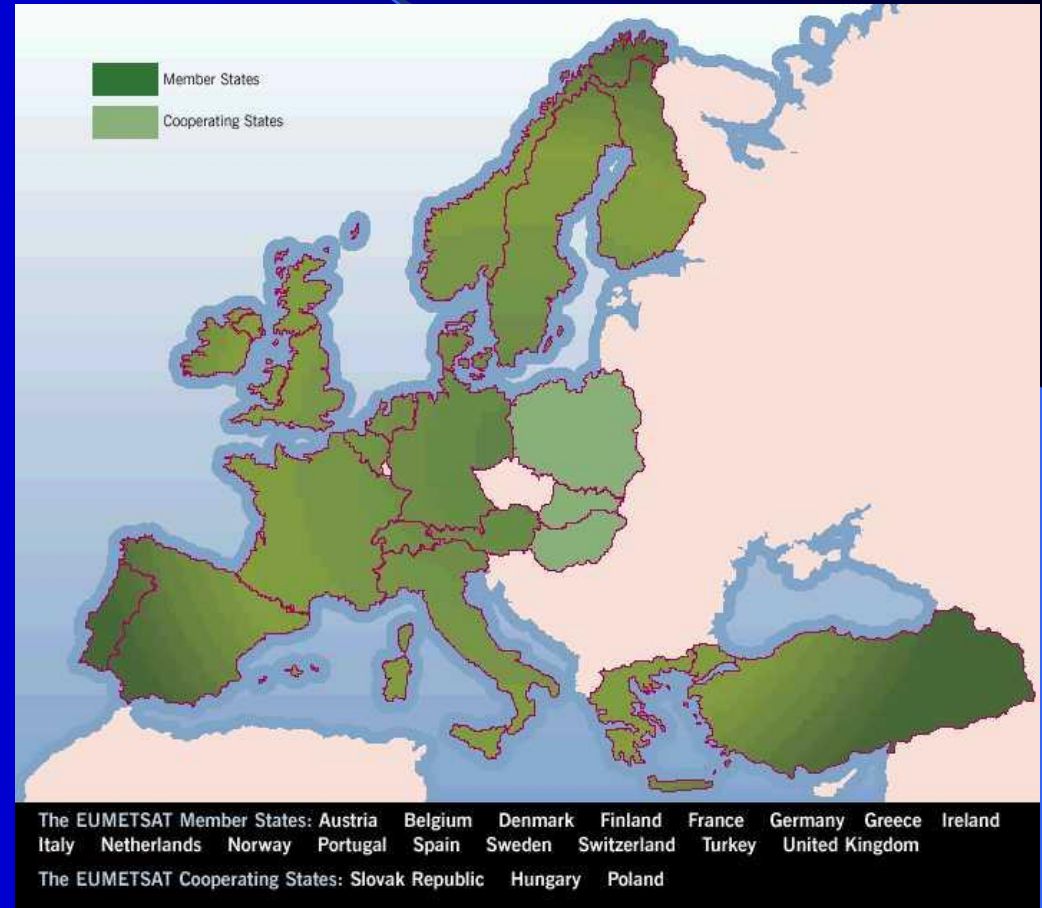 Member States
Cooperating States
The EUMETSAT Member States: Austria Belgium Denmark Finland France Germany Greece Ireland
Italy Netherlands Norway Portugal Spain Sweden Switzerland Turkey United Kingdom
The EUMETSAT Cooperating States: Slovak Republic Hungary Poland